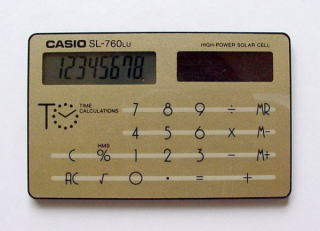 CASIO SL-760LU
HIGH-POWER SOLAR CELL
12345678.
TIME
CALCULATIONS
7 8 9 ÷ MR
4 5 6 × M-
HMS
C % 1 2 3 - M+
AC √ 0 · = +